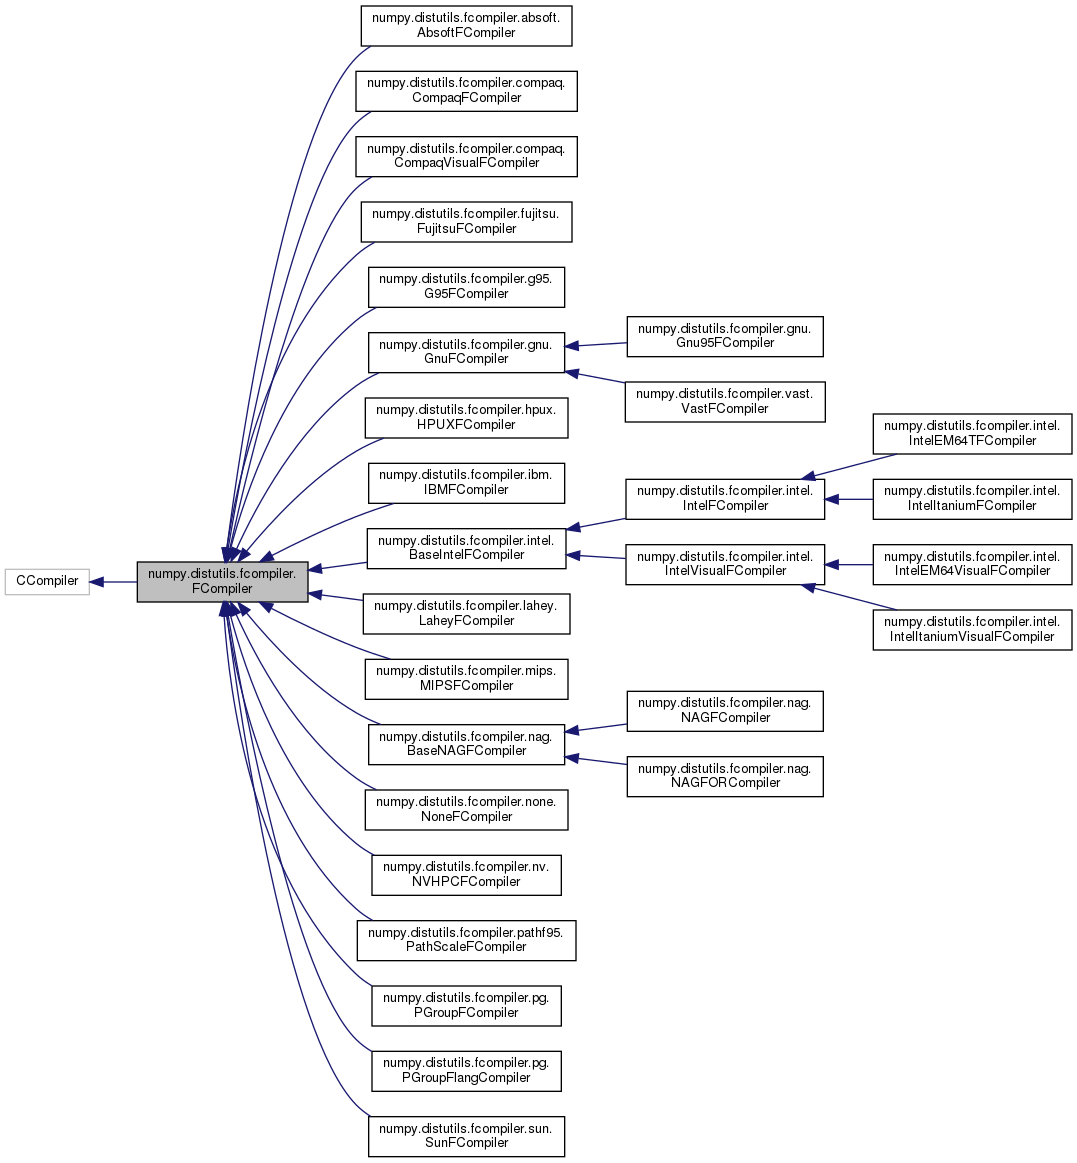 numpy.distutils.fcompiler.absoft.
AbsoftFCompiler
numpy.distutils.fcompiler.compaq.
CompaqFCompiler
numpy.distutils.fcompiler.compaq.
CompaqVisualFCompiler
numpy.distutils.fcompiler.fujitsu.
FujitsuFCompiler
numpy.distutils.fcompiler.g95.
G95FCompiler
numpy.distutils.fcompiler.gnu.
GnuFCompiler
numpy.distutils.fcompiler.gnu.
Gnu95FCompiler
numpy.distutils.fcompiler.vast.
VastFCompiler
numpy.distutils.fcompiler.hpux.
HPUXFCompiler
numpy.distutils.fcompiler.ibm.
IBMFCompiler
numpy.distutils.fcompiler.intel.
BaseIntelFCompiler
numpy.distutils.fcompiler.intel.
IntelFCompiler
numpy.distutils.fcompiler.intel.
IntelEM64TFCompiler
numpy.distutils.fcompiler.intel.
IntelItaniumFCompiler
numpy.distutils.fcompiler.intel.
IntelVisualFCompiler
numpy.distutils.fcompiler.intel.
IntelEM64VisualFCompiler
numpy.distutils.fcompiler.intel.
IntelItaniumVisualFCompiler
CCompiler
numpy.distutils.fcompiler.
FCompiler
numpy.distutils.fcompiler.lahey.
LaheyFCompiler
numpy.distutils.fcompiler.mips.
MIPSFCompiler
numpy.distutils.fcompiler.nag.
BaseNAGFCompiler
numpy.distutils.fcompiler.nag.
NAGFCompiler
numpy.distutils.fcompiler.nag.
NAGFORCompiler
numpy.distutils.fcompiler.none.
NoneFCompiler
numpy.distutils.fcompiler.nv.
NVHPCFCompiler
numpy.distutils.fcompiler.pathf95.
PathScaleFCompiler
numpy.distutils.fcompiler.pg.
PGroupFCompiler
numpy.distutils.fcompiler.pg.
PGroupFlangCompiler
numpy.distutils.fcompiler.sun.
SunFCompiler